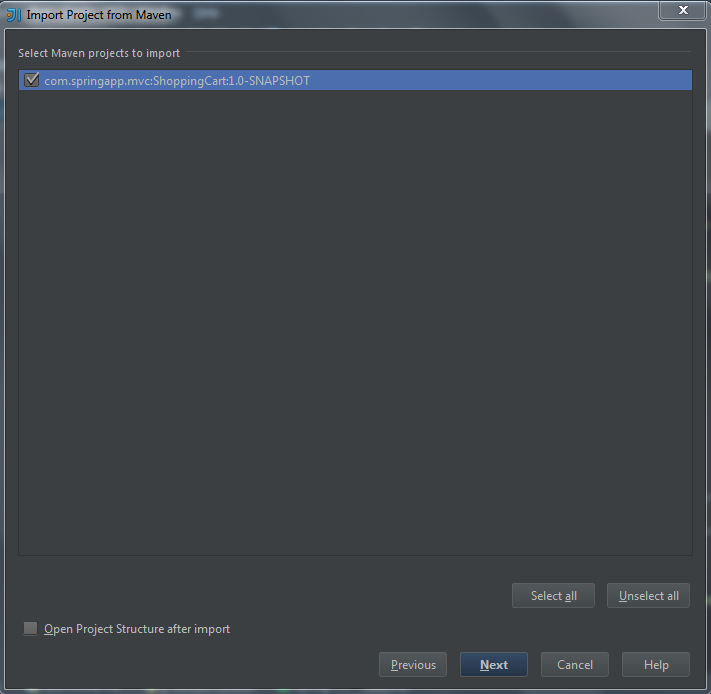 Import Project from Maven
Select Maven projects to import
com.springapp.mvc:ShoppingCart:1.0-SNAPSHOT
Select all
Unselect all
Open Project Structure after import
Previous
Next
Cancel
Help